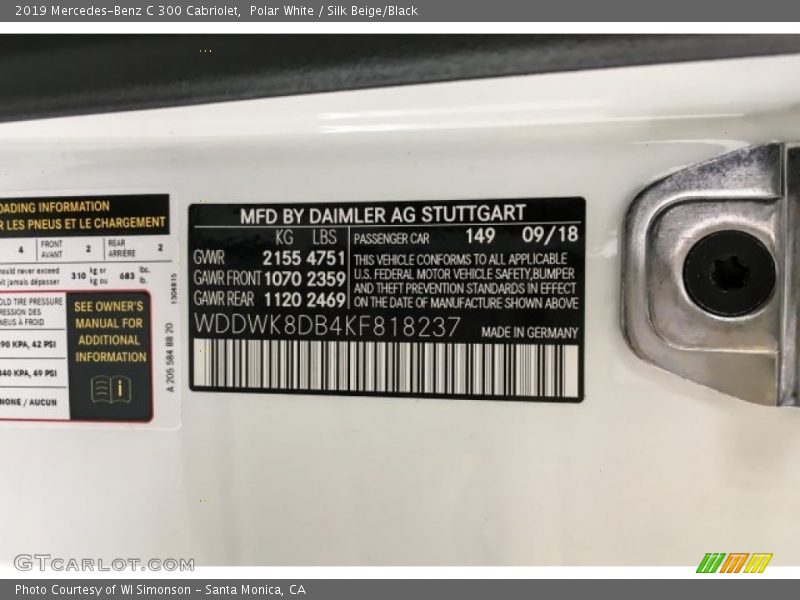 2019 Mercedes-Benz C 300 Cabriolet,  Polar White / Silk Beige/Black
OADING INFORMATION
R LES PNEUS ET LE CHARGEMENT
4 FRONT AVANT 2 REAR ARRIÈRE 2
hould never exceed
it jamais dépasser 310 kg or kg ou 683 lbs. lb.
OLD TIRE PRESSURE
RESSION DES
NEUS À FROID
290 KPA, 42 PSI
340 KPA, 49 PSI
NONE / AUCUN
SEE OWNER'S
MANUAL FOR
ADDITIONAL
INFORMATION
i
1304815
A 205 584 88 20
MFD BY DAIMLER AG STUTTGART
KG LBS
GVWR 2155 4751
GAWR FRONT 1070 2359
GAWR REAR 1120 2469
PASSENGER CAR 149 09/18
THIS VEHICLE CONFORMS TO ALL APPLICABLE
U.S. FEDERAL MOTOR VEHICLE SAFETY,BUMPER
AND THEFT PREVENTION STANDARDS IN EFFECT
ON THE DATE OF MANUFACTURE SHOWN ABOVE
WDDWK8DB4KF818237 MADE IN GERMANY
GTCARLOT.COM
Photo Courtesy of WI Simonson - Santa Monica, CA